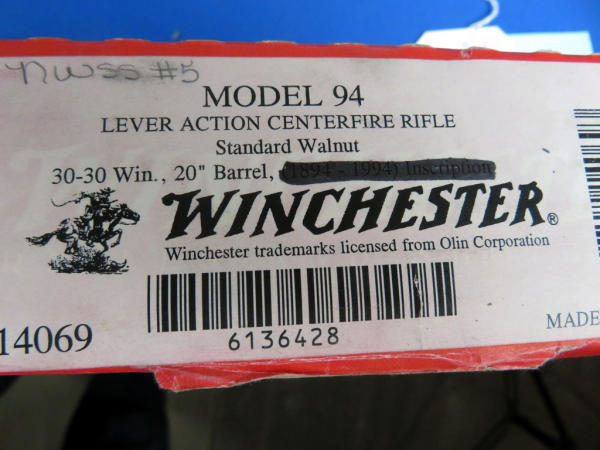 NWSS #5
MODEL 94
LEVER ACTION CENTERFIRE RIFLE
Standard Walnut
30-30 Win., 20" Barrel, (1894 - 1994) Inscription
WINCHESTER®
Winchester trademarks licensed from Olin Corporation
14069
6136428
MADE